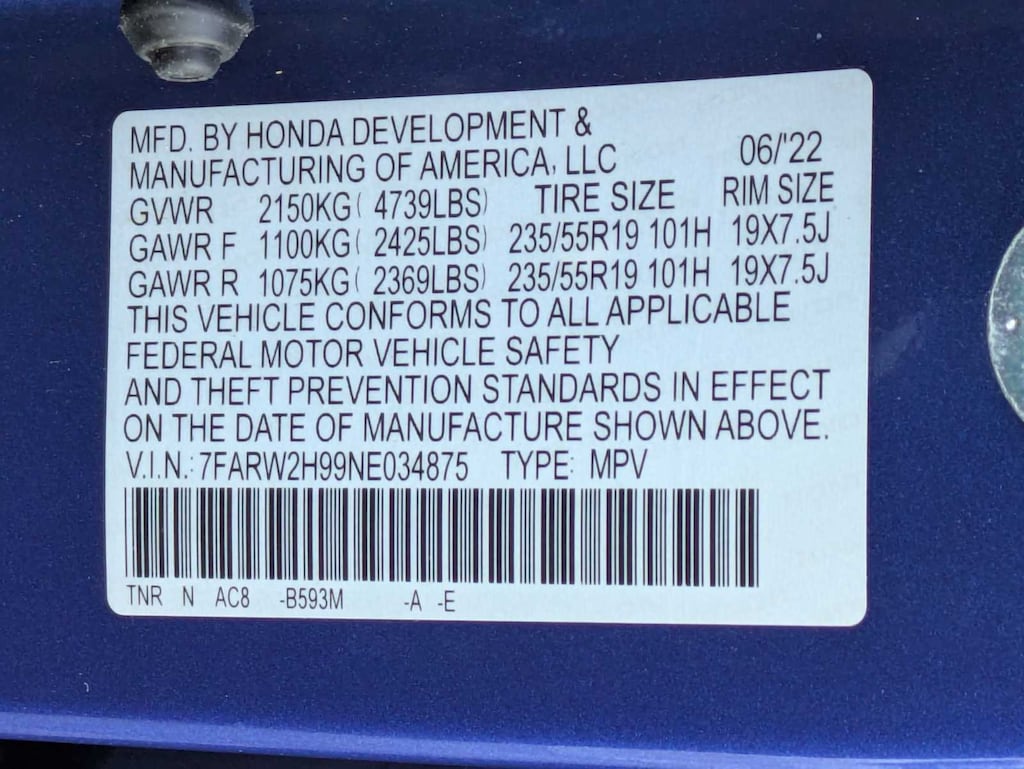 MFD. BY HONDA DEVELOPMENT &
MANUFACTURING OF AMERICA, LLC 06/'22
GVWR 2150KG( 4739LBS) TIRE SIZE RIM SIZE
GAWR F 1100KG( 2425LBS) 235/55R19 101H 19X7.5J
GAWR R 1075KG( 2369LBS) 235/55R19 101H 19X7.5J
THIS VEHICLE CONFORMS TO ALL APPLICABLE
FEDERAL MOTOR VEHICLE SAFETY
AND THEFT PREVENTION STANDARDS IN EFFECT
ON THE DATE OF MANUFACTURE SHOWN ABOVE.
V.I.N.: 7FARW2H99NE034875 TYPE: MPV
TNR N AC8 -B593M -A -E